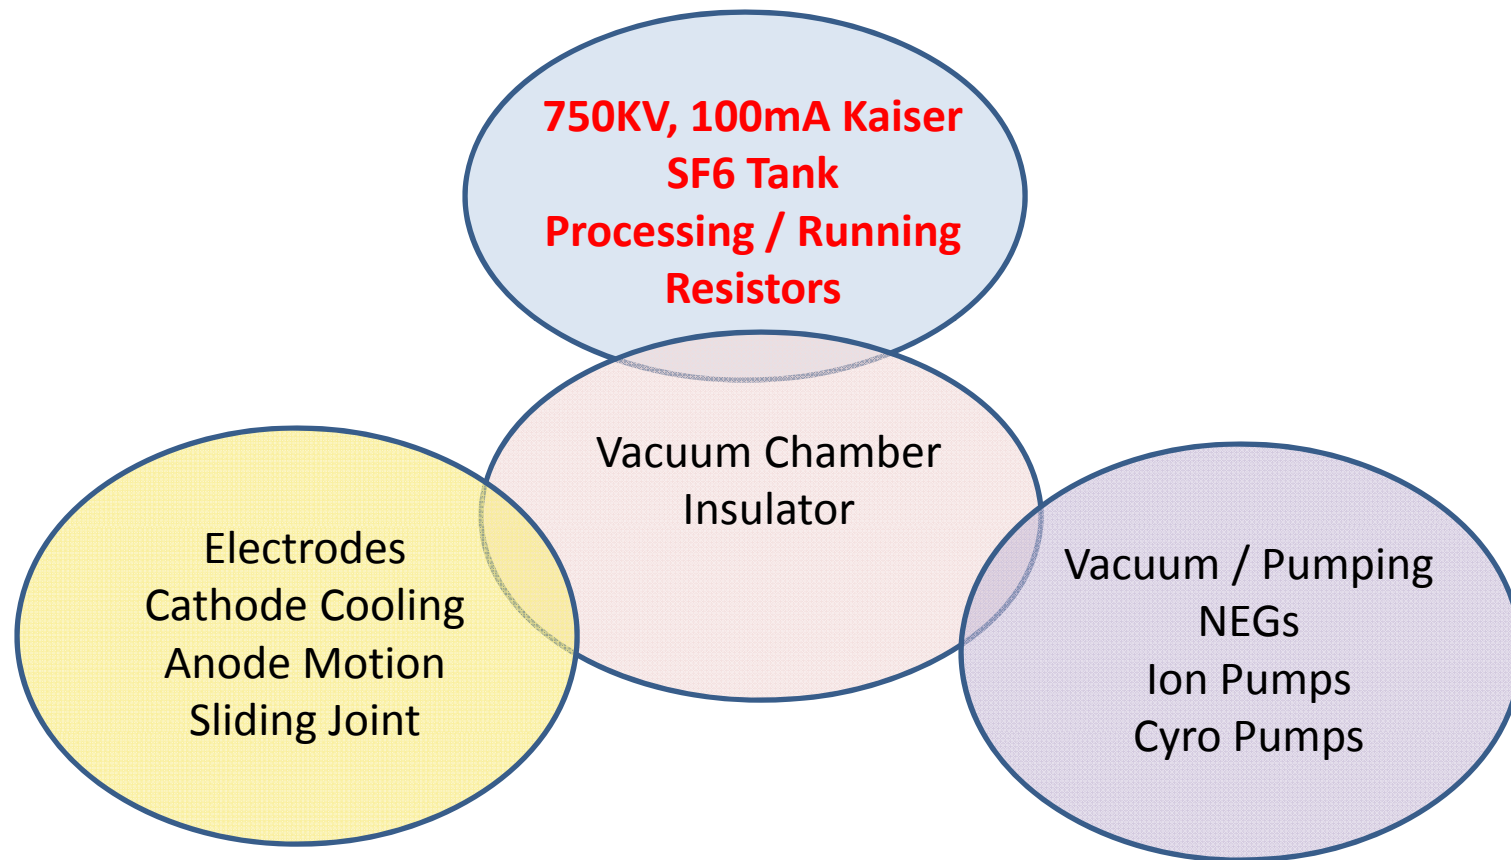 750KV, 100mA Kaiser
SF6 Tank
Processing / Running
Resistors
Vacuum Chamber
Insulator
Electrodes
Cathode Cooling
Anode Motion
Sliding Joint
Vacuum / Pumping
NEGs
Ion Pumps
Cyro Pumps